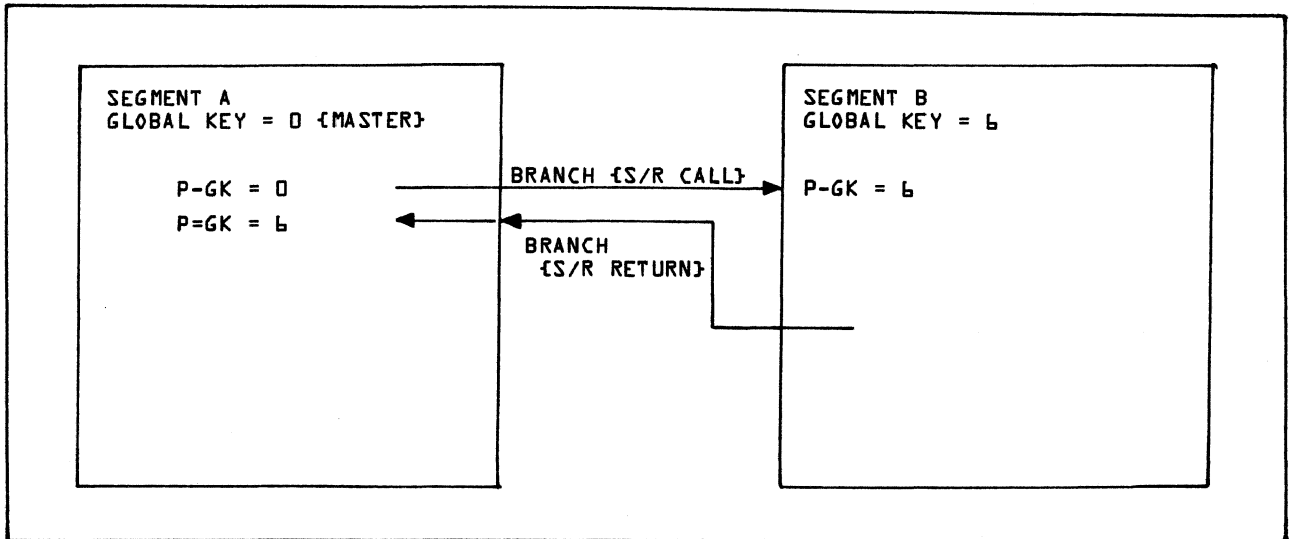 SEGMENT A
GLOBAL KEY = 0 {MASTER}
P-GK = 0
P=GK = 6
BRANCH {S/R CALL}
BRANCH
{S/R RETURN}
SEGMENT B
GLOBAL KEY = 6
P-GK = 6